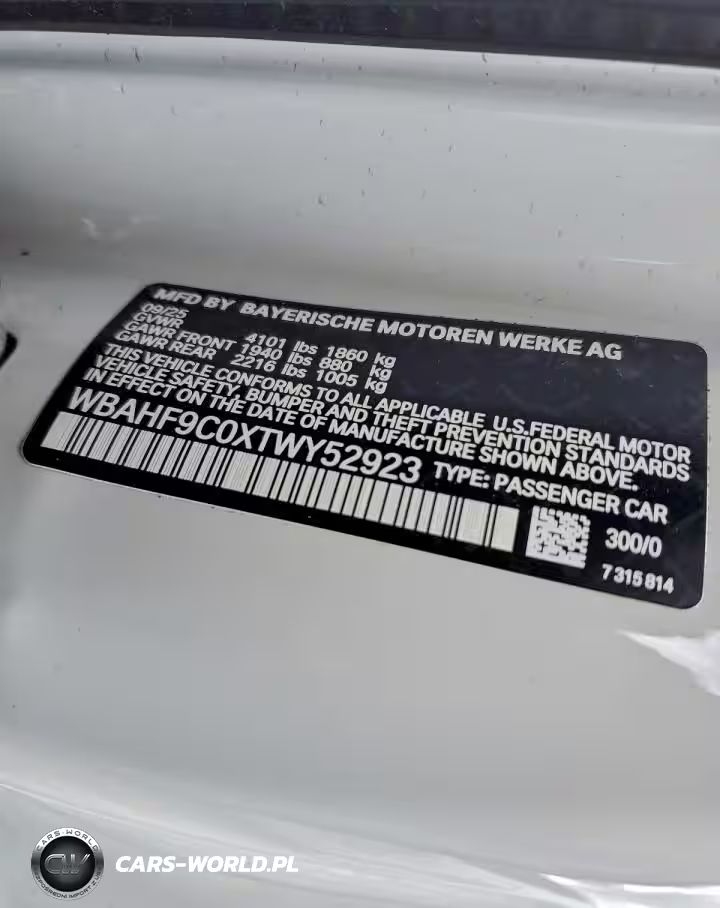 MFD BY BAYERISCHE MOTOREN WERKE AG
09/25
GVWR 4101 lbs 1860 kg
GAWR FRONT 1940 lbs 880 kg
GAWR REAR 2216 lbs 1005 kg
THIS VEHICLE CONFORMS TO ALL APPLICABLE U.S.FEDERAL MOTOR
VEHICLE SAFETY, BUMPER AND THEFT PREVENTION STANDARDS
IN EFFECT ON THE DATE OF MANUFACTURE SHOWN ABOVE.
WBAHF9C0XTWY52923 TYPE: PASSENGER CAR
300/0
7 315 814
CARS-WORLD
CW
CARS-WORLD.PL